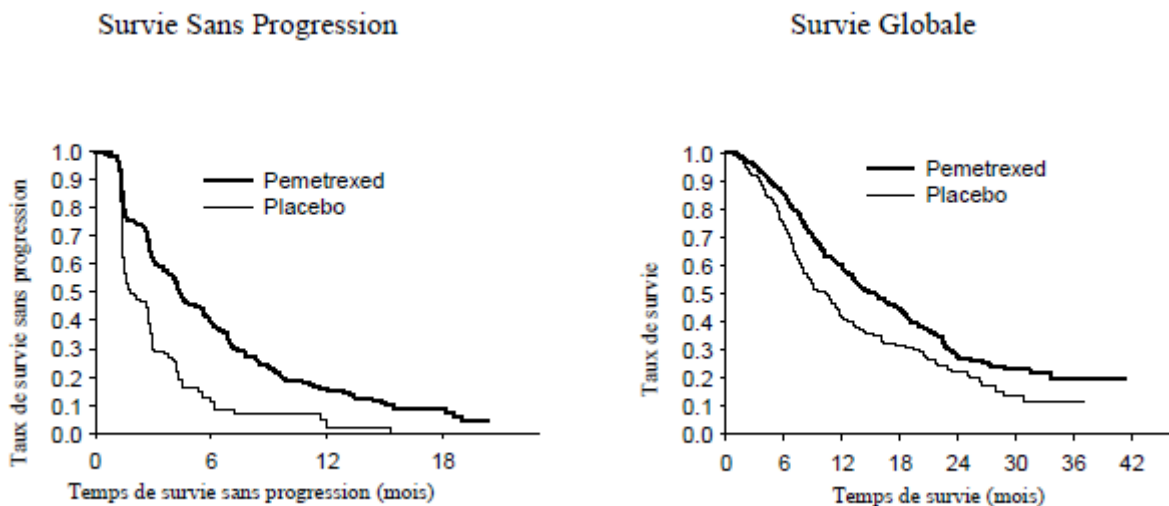 Survie Sans Progression
Survie Globale
Taux de survie sans progression
1.0
0.9
0.8
0.7
0.6
0.5
0.4
0.3
0.2
0.1
0.0
Pemetrexed
Placebo
0 6 12 18
Temps de survie sans progression (mois)
Taux de survie
1.0
0.9
0.8
0.7
0.6
0.5
0.4
0.3
0.2
0.1
0.0
Pemetrexed
Placebo
0 6 12 18 24 30 36 42
Temps de survie (mois)